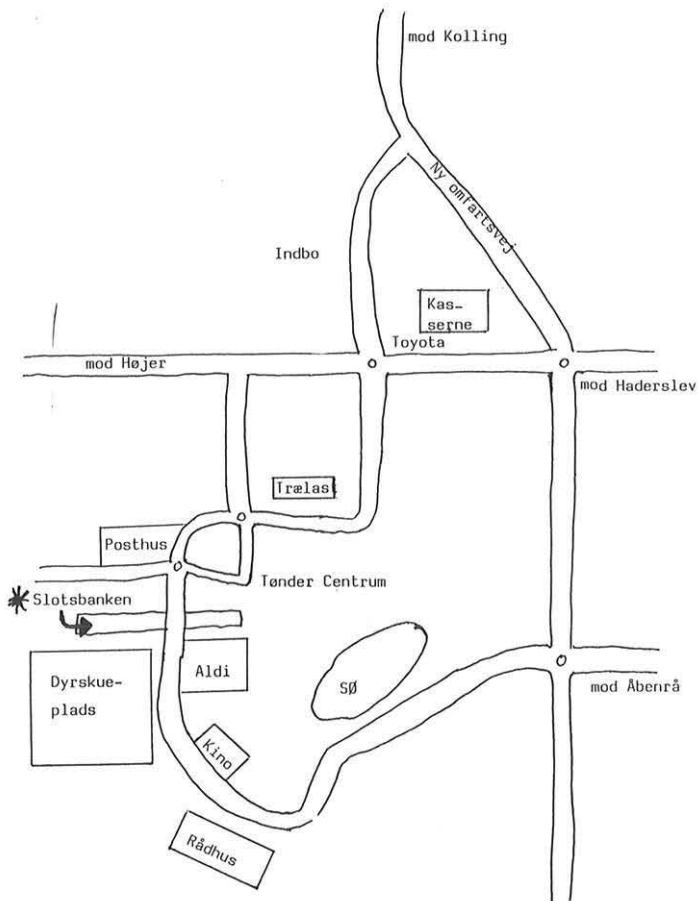 mod Kolling
Ny omfartsvej
Indbo
Kas-
serne
Toyota
mod Højer
mod Haderslev
Trælast
Posthus
Tønder Centrum
Slotsbanken
Aldi
Dyrskue-
plads
SØ
mod Åbenrå
Kino
Rådhus